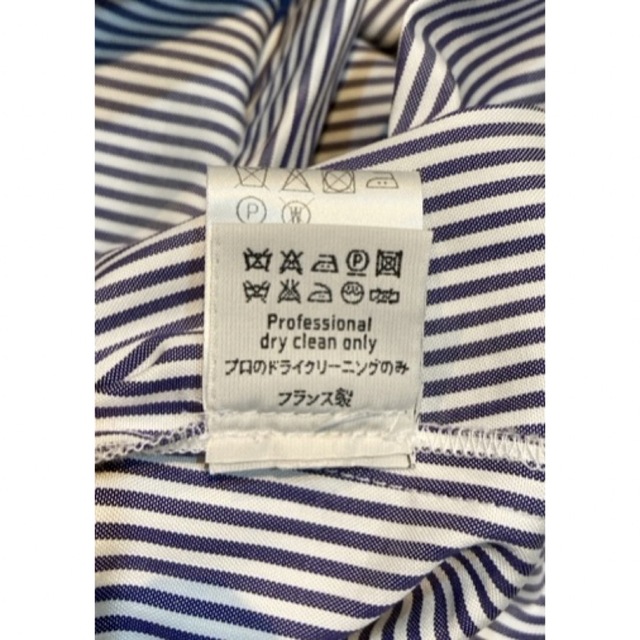 P W
P
Professional
dry clean only
プロのドライクリーニングのみ
フランス製